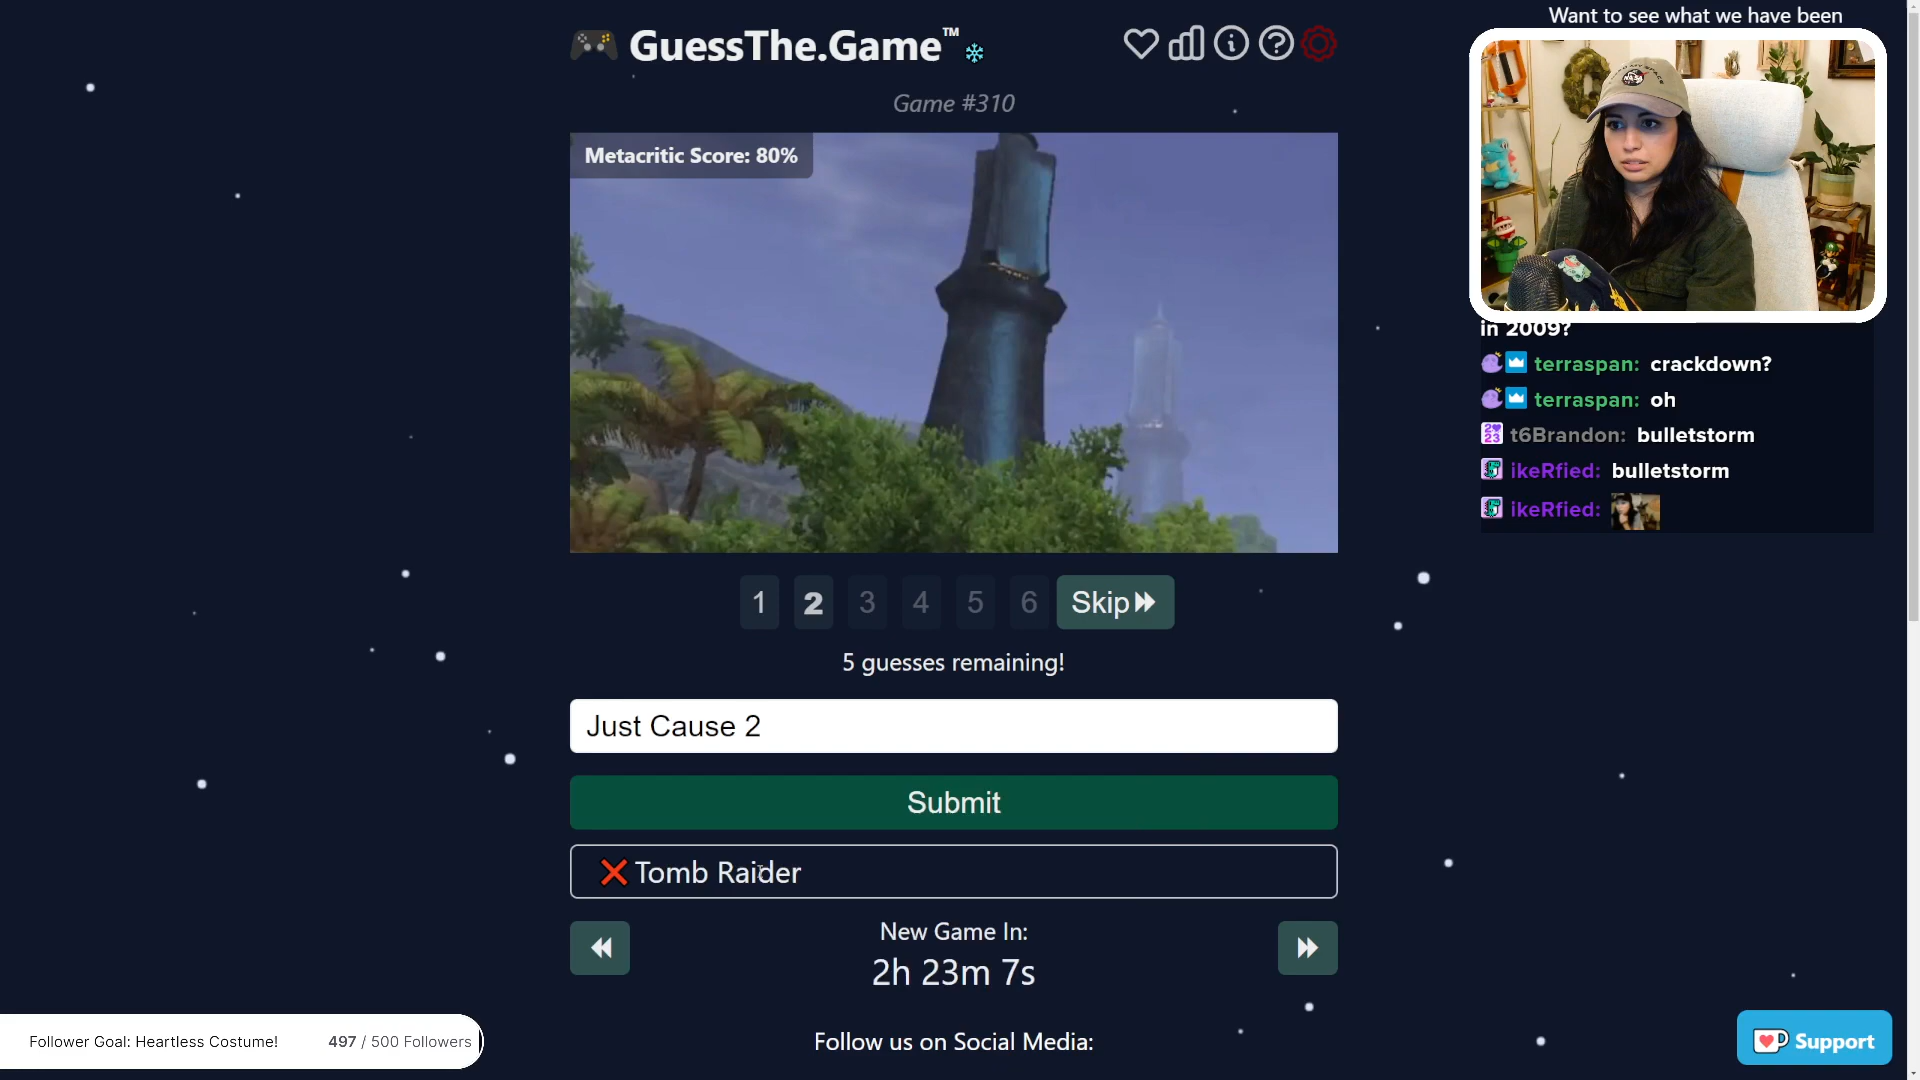 Want to see what we have been
GuessThe.Game™
Game #310
Metacritic Score: 80%
in 2009?
terraspan: crackdown?
terraspan: oh
t6Brandon: bulletstorm
ikeRfied: bulletstorm
ikeRfied:
1 2 3 4 5 6 Skip
5 guesses remaining!
Just Cause 2
Submit
Tomb Raider
New Game In:
2h 23m 7s
Follow us on Social Media:
Follower Goal: Heartless Costume! 497 / 500 Followers
Support